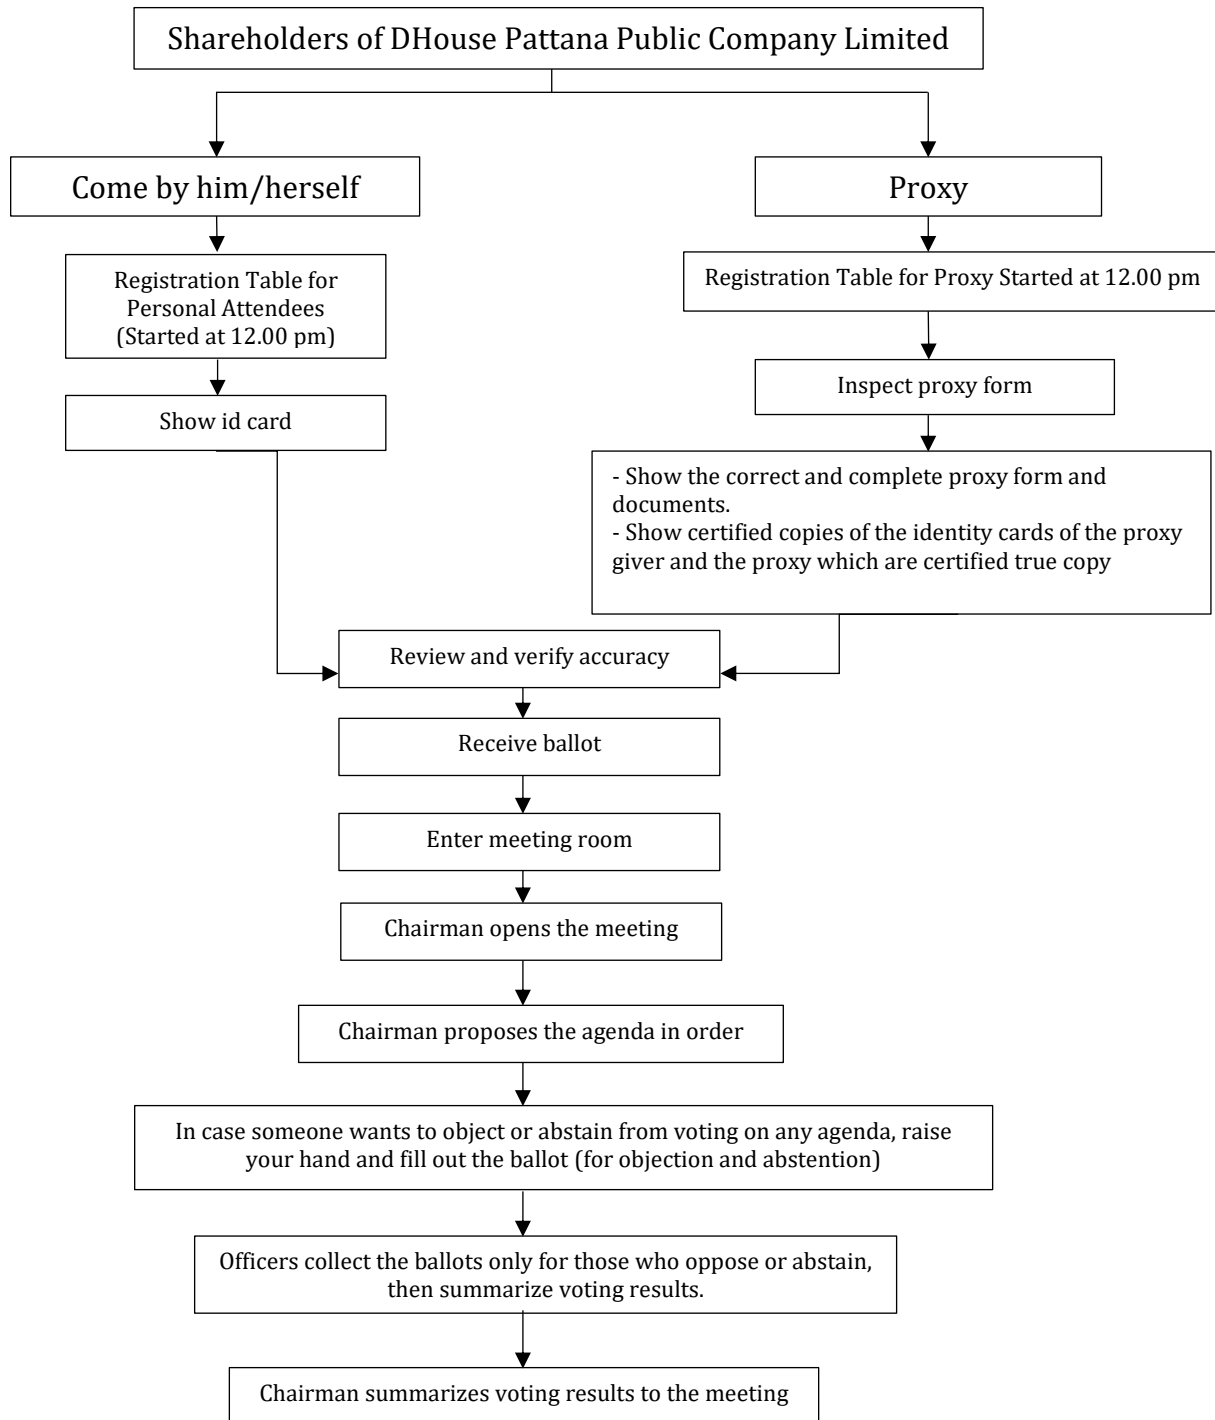 Shareholders of DHouse Pattana Public Company Limited
Come by him/herself
Proxy
Registration Table for
Personal Attendees
(Started at 12.00 pm)
Registration Table for Proxy Started at 12.00 pm
Inspect proxy form
Show id card
- Show the correct and complete proxy form and
documents.
- Show certified copies of the identity cards of the proxy
giver and the proxy which are certified true copy
Review and verify accuracy
Receive ballot
Enter meeting room
Chairman opens the meeting
Chairman proposes the agenda in order
In case someone wants to object or abstain from voting on any agenda, raise
your hand and fill out the ballot (for objection and abstention)
Officers collect the ballots only for those who oppose or abstain,
then summarize voting results.
Chairman summarizes voting results to the meeting